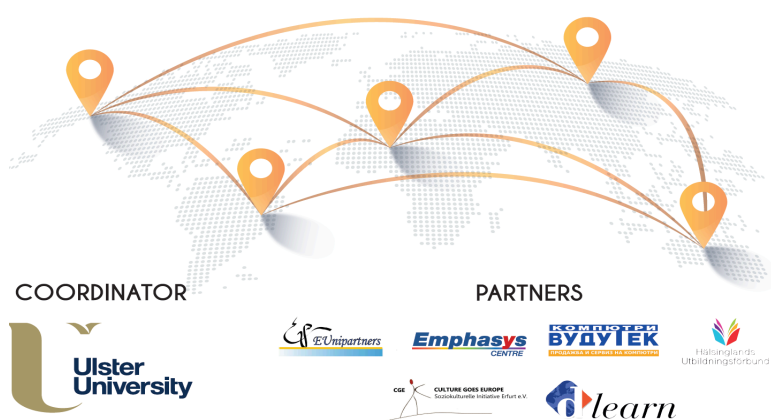 COORDINATOR
PARTNERS
Ulster
University
EUnipartners
Emphasys
CENTRE
КОМПЮТРИ
ВУДУТЕК
ПРОДАЖБА И СЕРВИЗ НА КОМПЮТРИ
Hälsinglands
Utbildningsförbund
CGE
CULTURE GOES EUROPE
Soziokulturelle Initiative Erfurt e.V.
d-learn